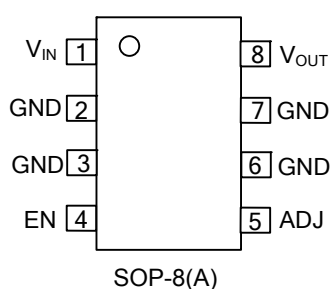 V_IN 1 8 V_OUT
GND 2 7 GND
GND 3 6 GND
EN 4 5 ADJ
SOP-8(A)